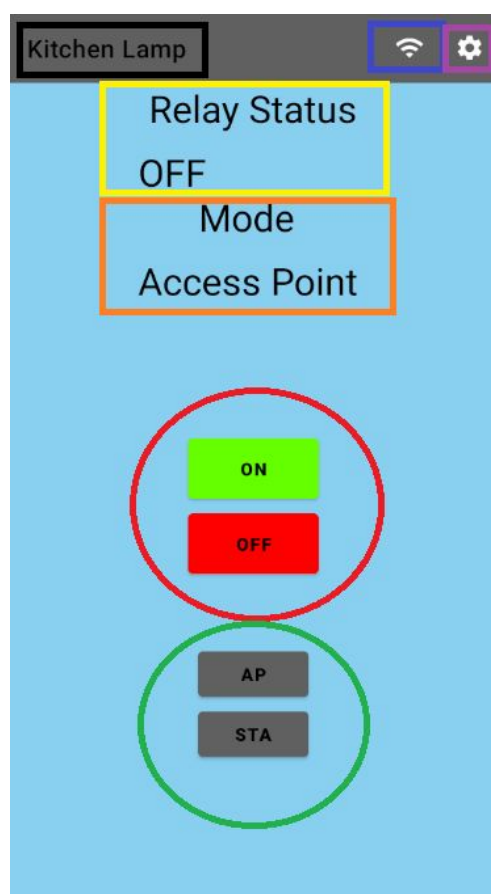 Kitchen Lamp
Relay Status
OFF
Mode
Access Point
ON
OFF
AP
STA